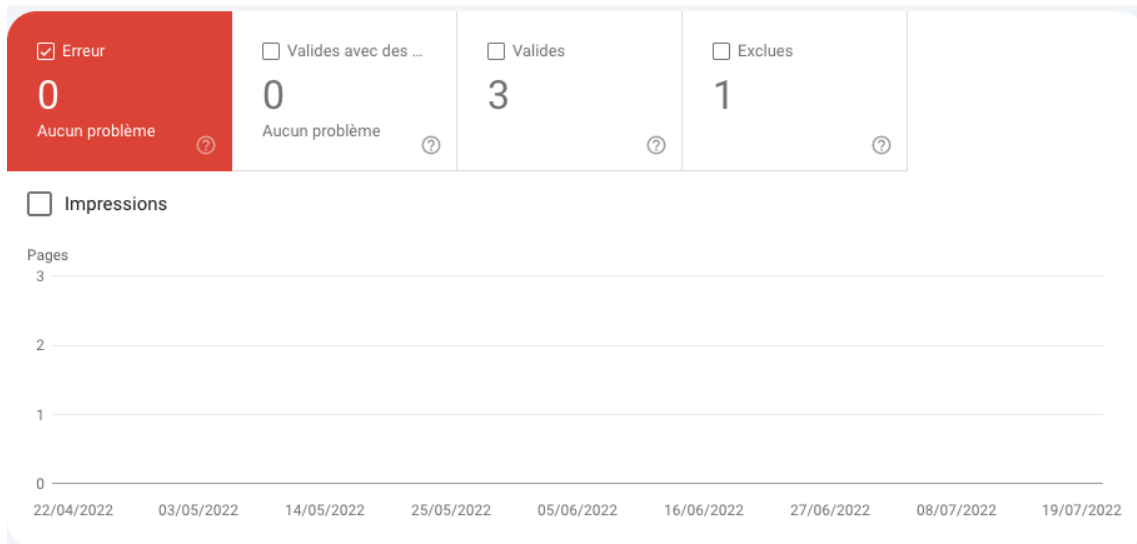 Erreur
0
Aucun problème
Valides avec des ...
0
Aucun problème
Valides
3
Exclues
1
Impressions
Pages
3
2
1
0
22/04/2022 03/05/2022 14/05/2022 25/05/2022 05/06/2022 16/06/2022 27/06/2022 08/07/2022 19/07/2022